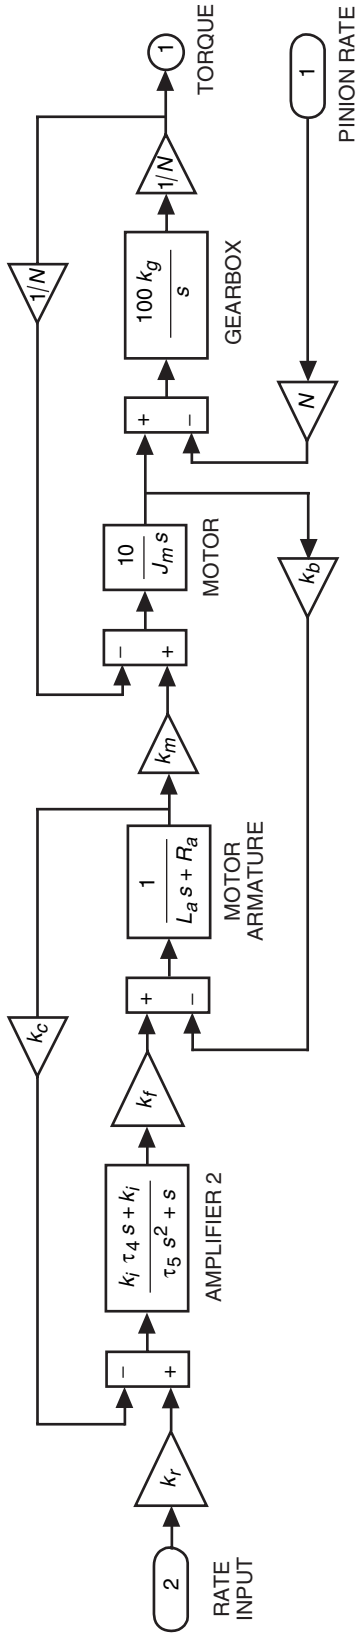 2
RATE
INPUT
k_r
−
+
k_i τ_4 s + k_i
τ_5 s^2 + s
AMPLIFIER 2
k_f
k_c
+
−
1
L_a s + R_a
MOTOR
ARMATURE
k_m
−
+
10
J_m s
MOTOR
k_b
1/N
+
−
100 k_g
s
GEARBOX
N
1/N
1
TORQUE
1
PINION RATE